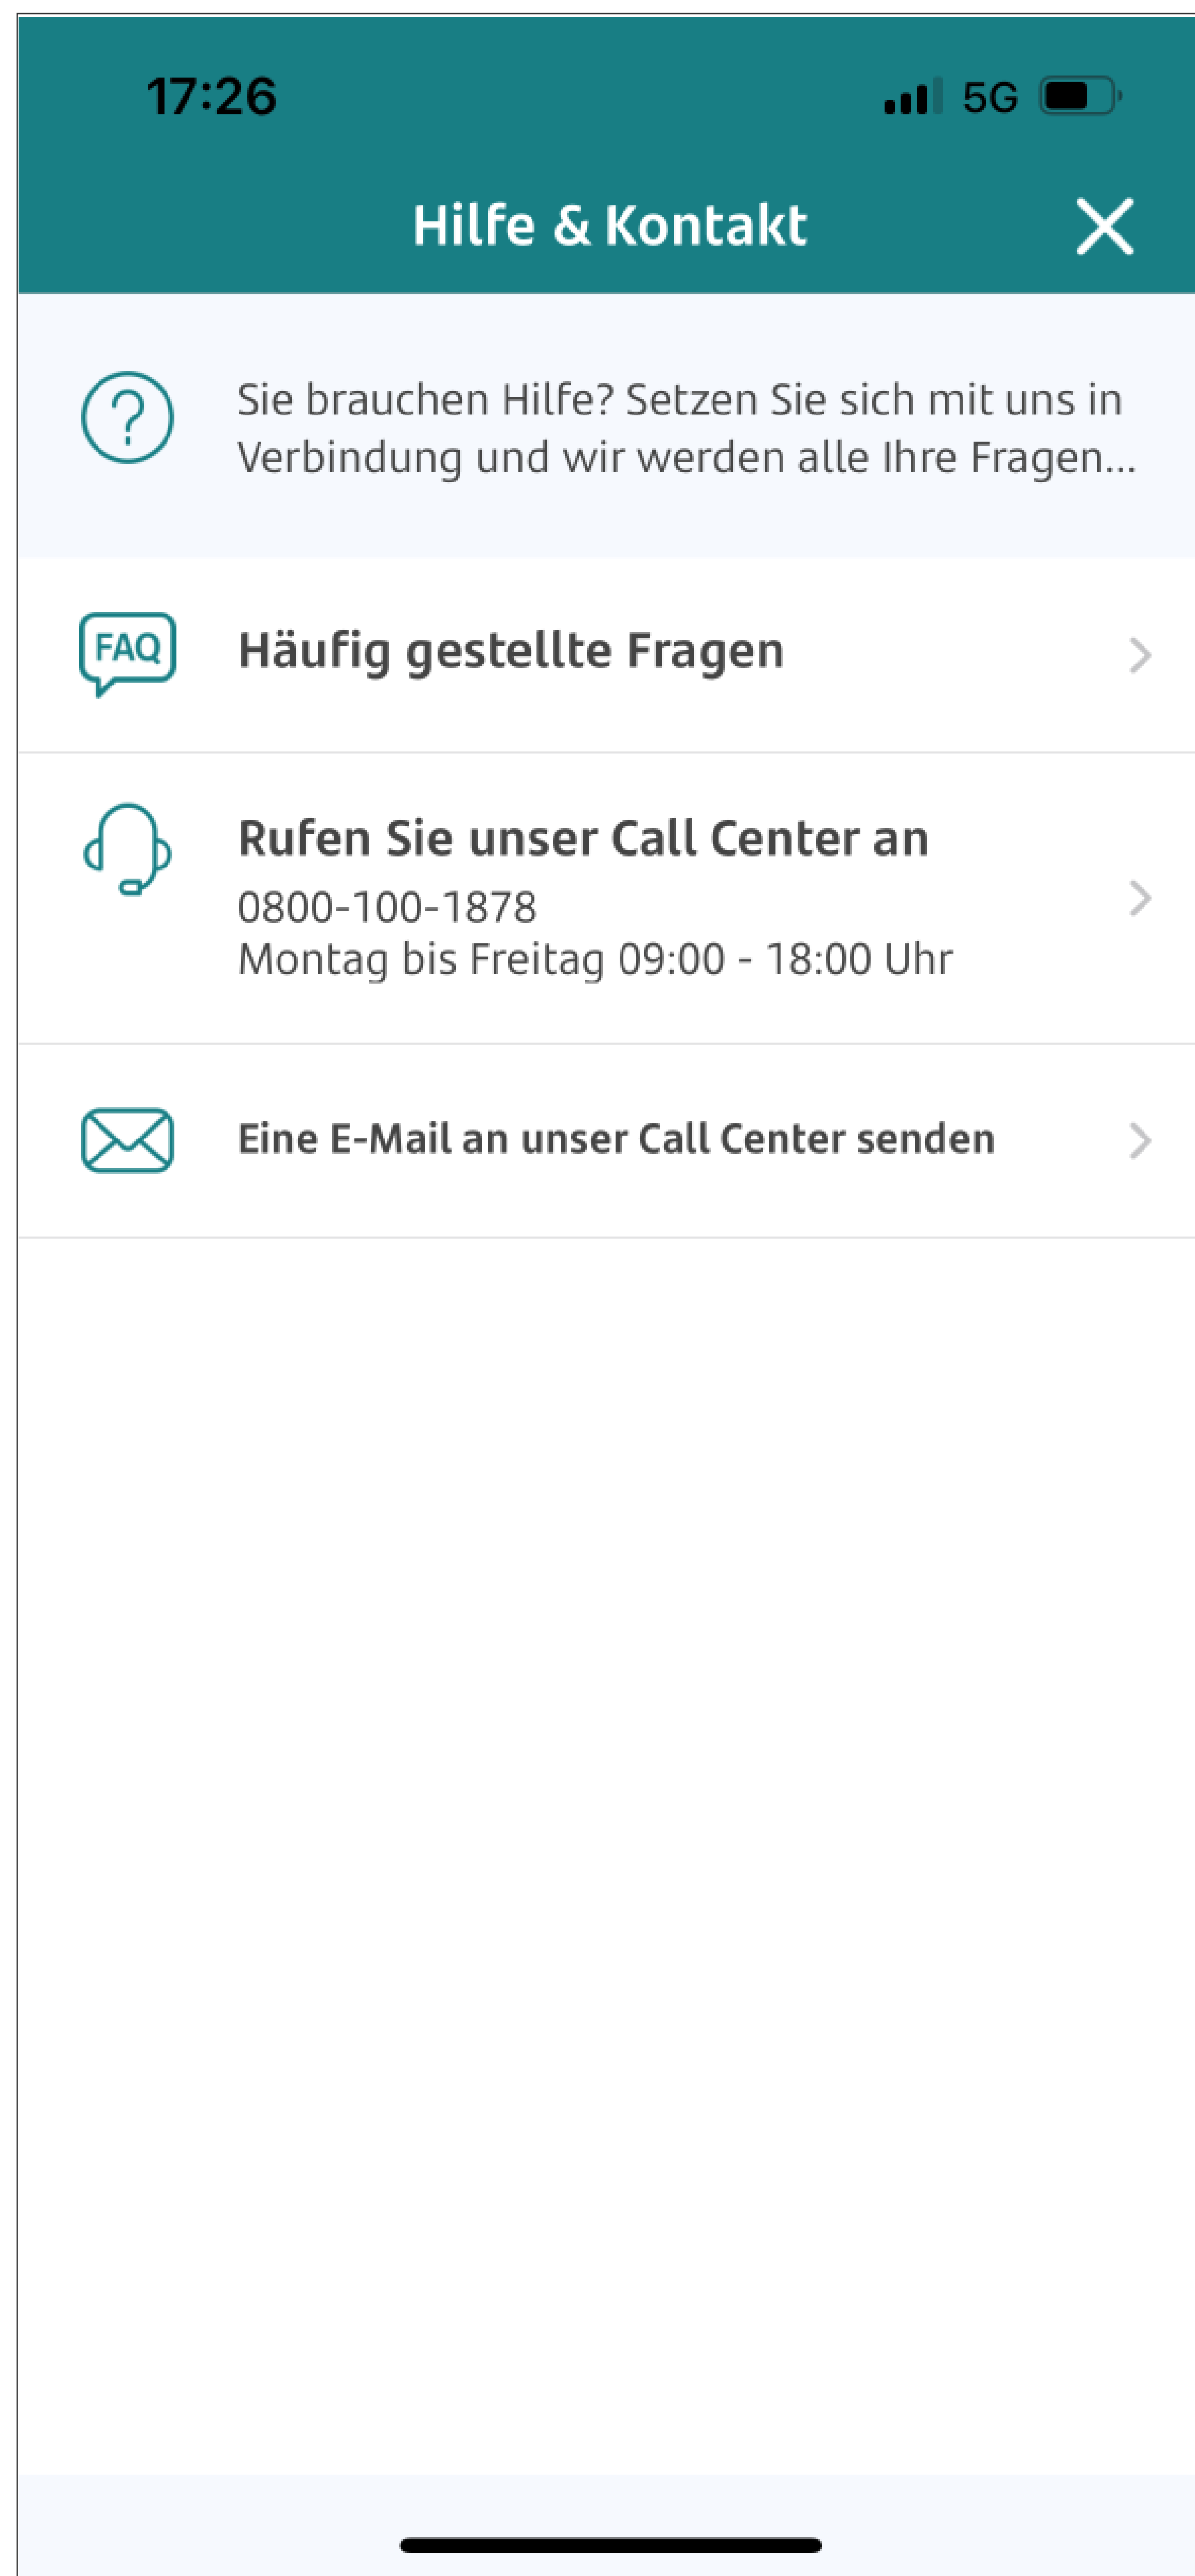 17:26
5G
Hilfe & Kontakt
Sie brauchen Hilfe? Setzen Sie sich mit uns in
Verbindung und wir werden alle Ihre Fragen...
FAQ
Häufig gestellte Fragen
Rufen Sie unser Call Center an
0800-100-1878
Montag bis Freitag 09:00 - 18:00 Uhr
Eine E-Mail an unser Call Center senden